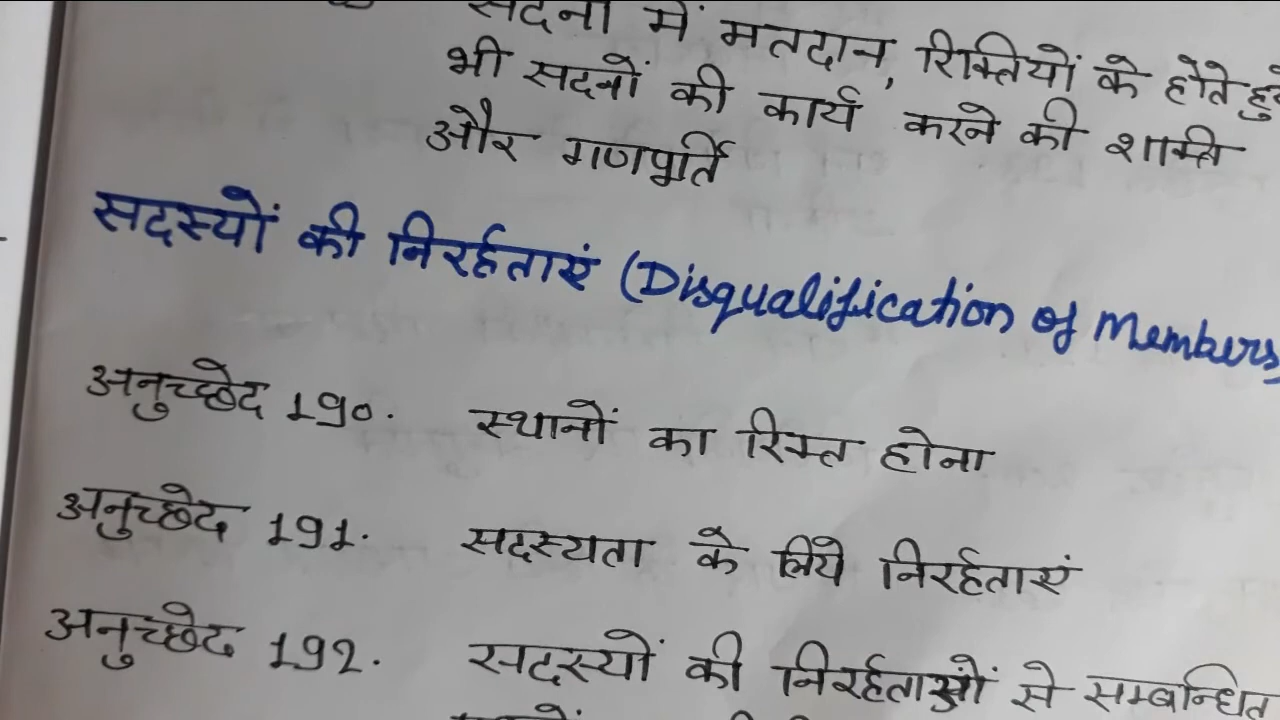 सदनों में मतदान, रिक्तियों के होते हुये
भी सदनों की कार्य करने की शक्ति
और गणपूर्ति
सदस्यों की निरर्हताएं (Disqualification of Members)
अनुच्छेद 190. स्थानों का रिक्त होना
अनुच्छेद 191. सदस्यता के लिये निरर्हताएं
अनुच्छेद 192. सदस्यों की निरर्हताओं से सम्बन्धित